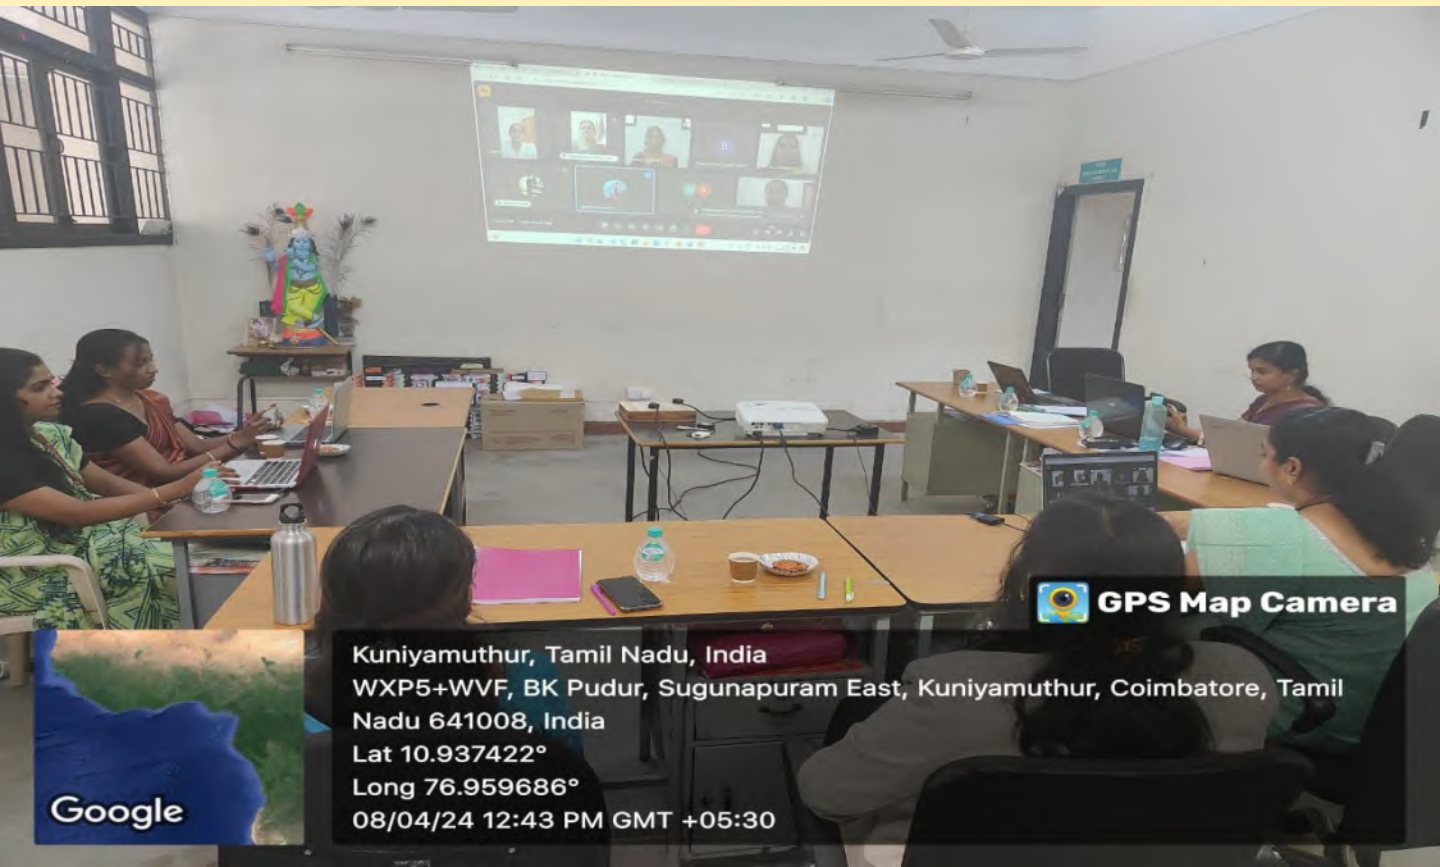 GPS Map Camera
Kuniyamuthur, Tamil Nadu, India
WXP5+WVF, BK Pudur, Sugunapuram East, Kuniyamuthur, Coimbatore, Tamil
Nadu 641008, India
Lat 10.937422°
Long 76.959686°
08/04/24 12:43 PM GMT +05:30
Google